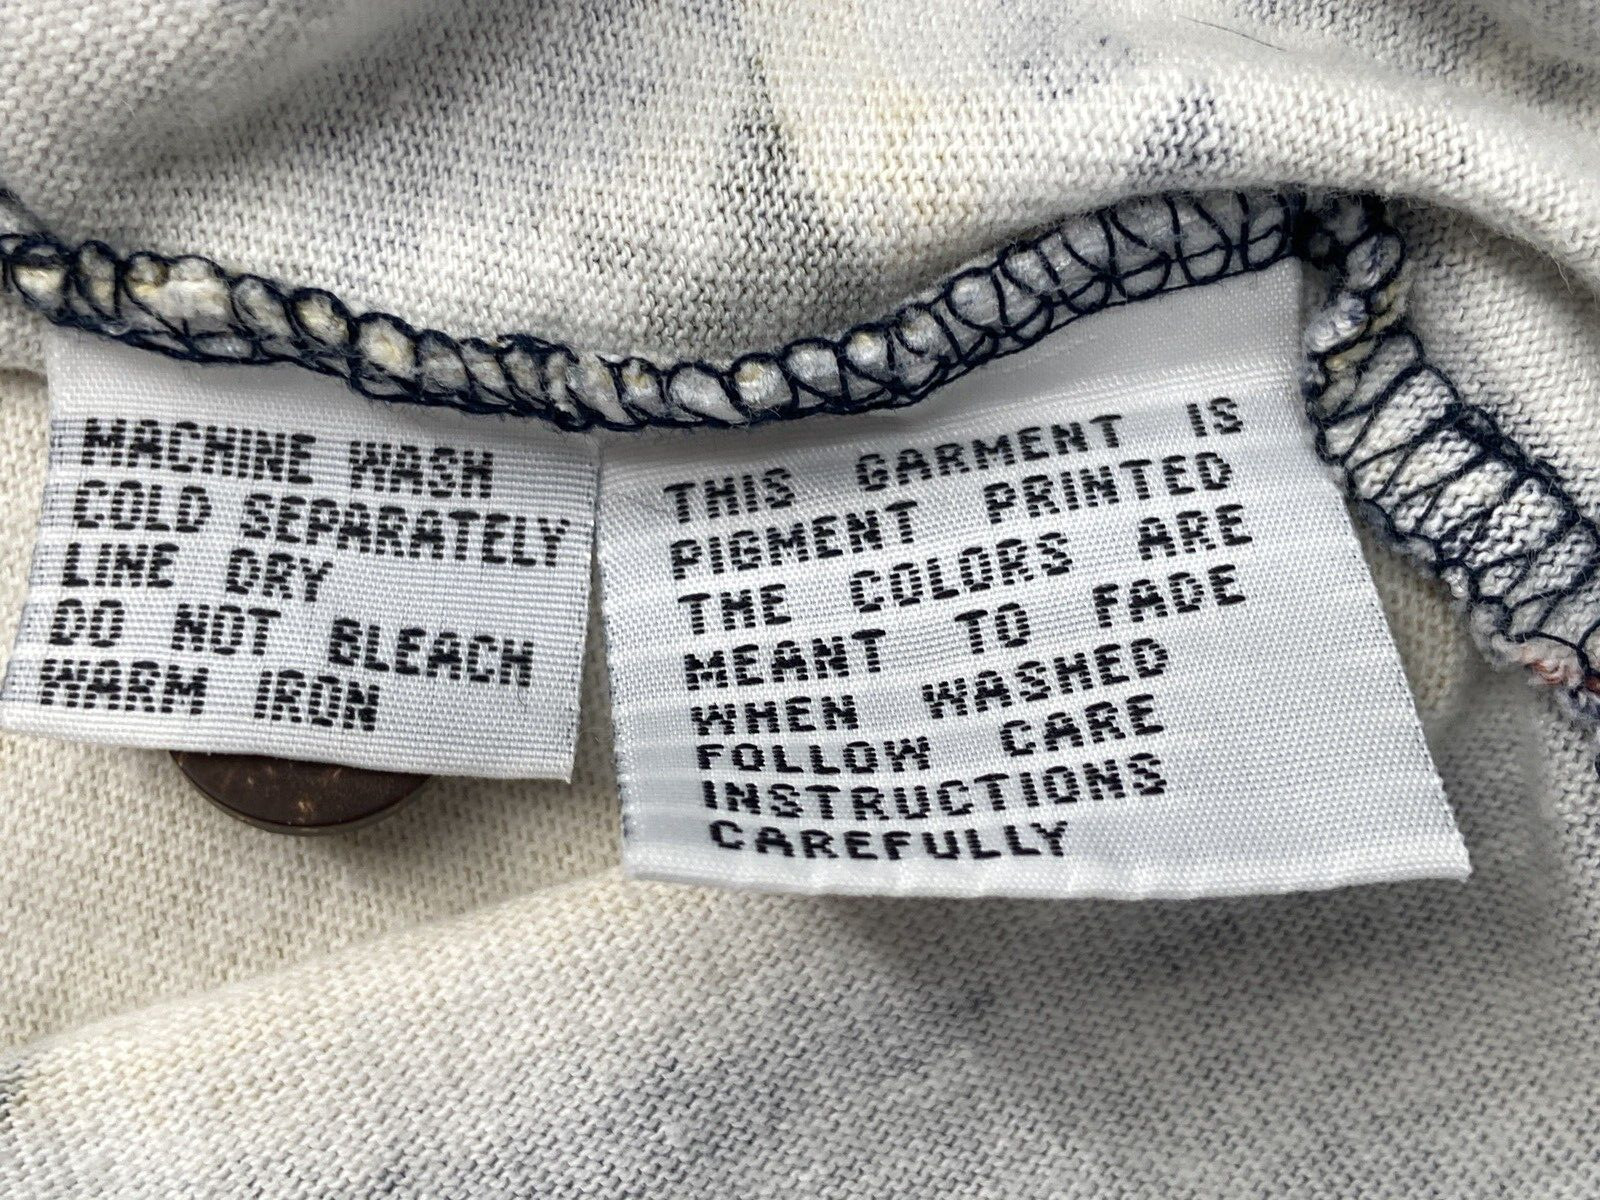 MACHINE WASH
COLD SEPARATELY
LINE DRY
DO NOT BLEACH
WARM IRON
THIS GARMENT IS
PIGMENT PRINTED
THE COLORS ARE
MEANT TO FADE
WHEN WASHED
FOLLOW CARE
INSTRUCTIONS
CAREFULLY